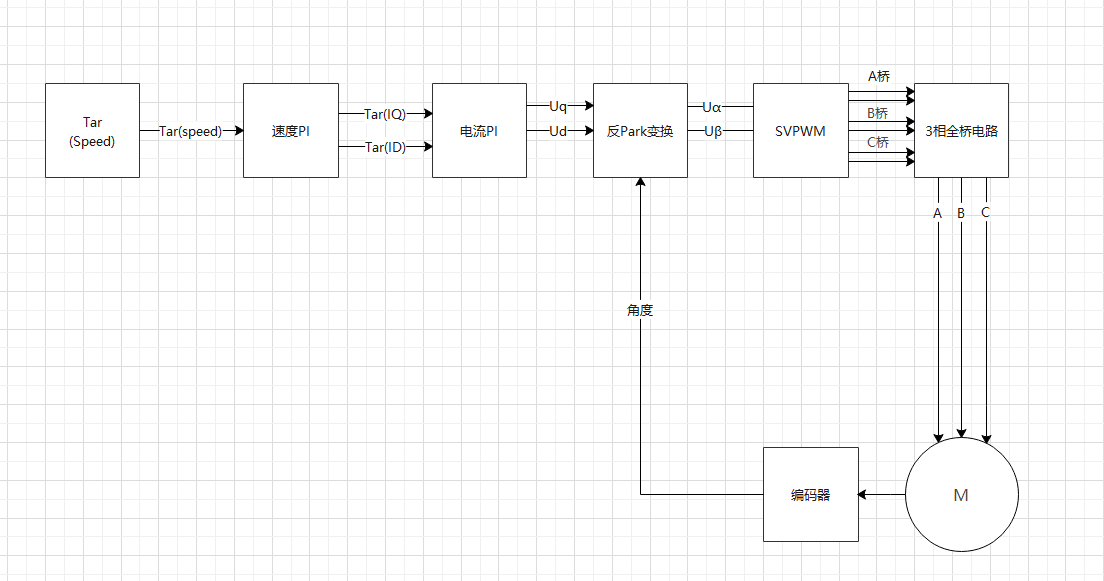 Tar
(Speed)
Tar(speed)
速度PI
Tar(IQ)
Tar(ID)
电流PI
Uq
Ud
反Park变换
Uα
Uβ
SVPWM
A桥
B桥
C桥
3相全桥电路
A
B
C
角度
编码器
M